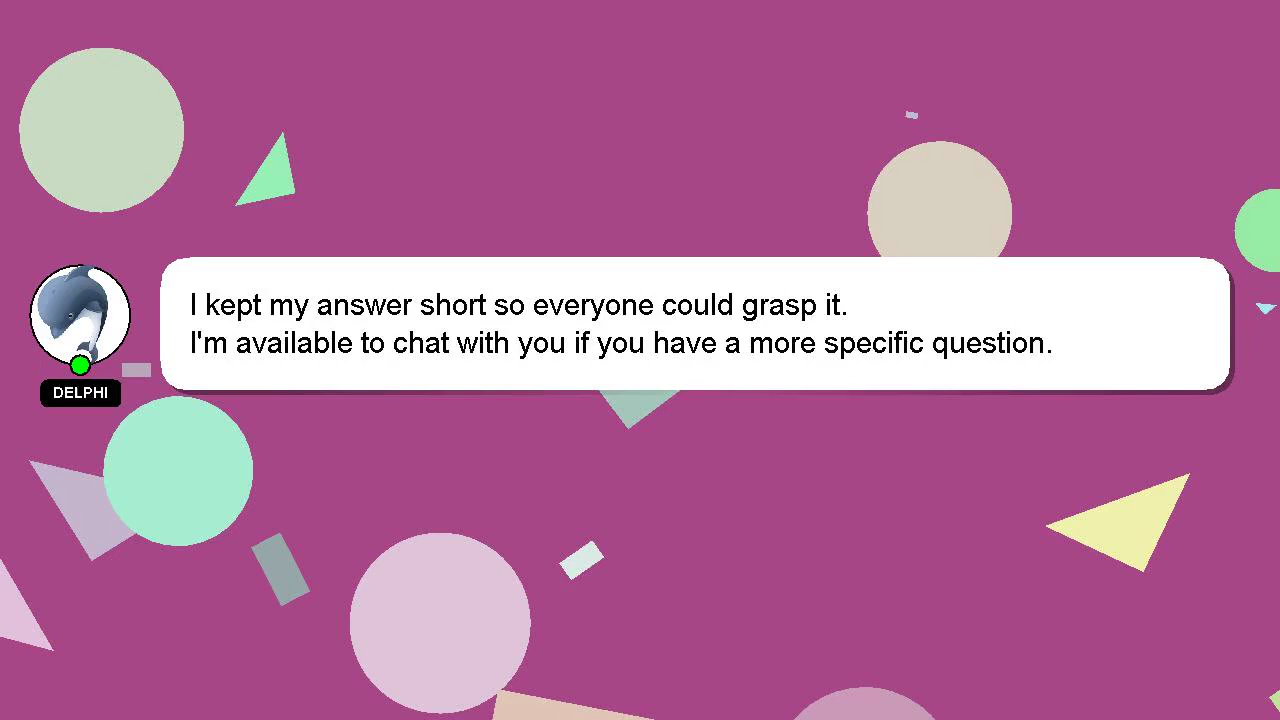 I kept my answer short so everyone could grasp it.
I'm available to chat with you if you have a more specific question.
DELPHI